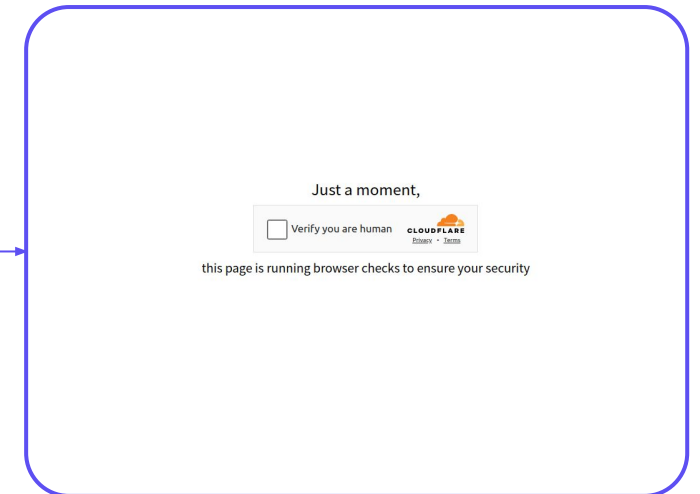 Just a moment,
Verify you are human
CLOUDFLARE
Privacy • Terms
this page is running browser checks to ensure your security